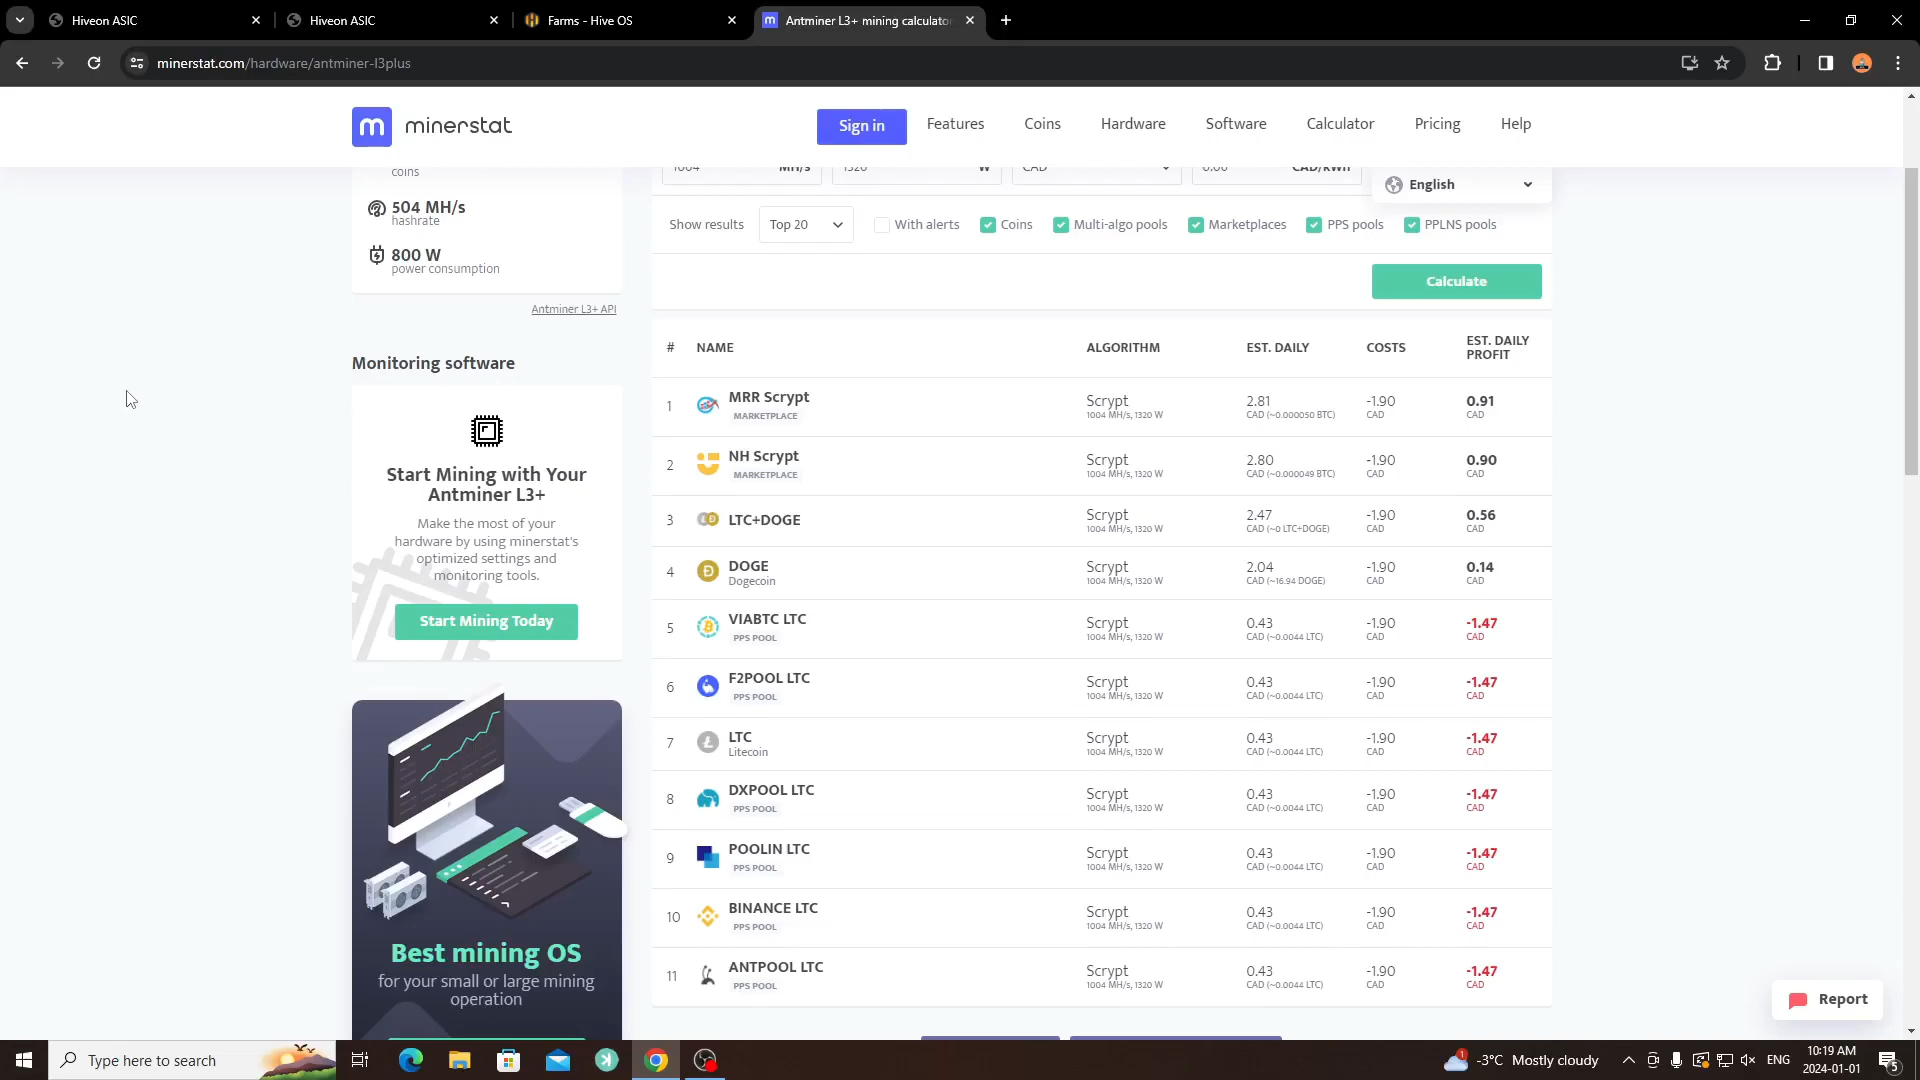 Hiveon ASIC
Hiveon ASIC
Farms - Hive OS
Antminer L3+ mining calculator
minerstat.com/hardware/antminer-l3plus
minerstat
Sign in
Features
Coins
Hardware
Software
Calculator
Pricing
Help
coins
1004 MH/s
1320 W
CAD
CAD/kWh
English
504 MH/s
hashrate
Show results
Top 20
With alerts
Coins
Multi-algo pools
Marketplaces
PPS pools
PPLNS pools
800 W
power consumption
Calculate
Antminer L3+ API
# NAME ALGORITHM EST. DAILY COSTS EST. DAILY PROFIT
Monitoring software
Start Mining with Your
Antminer L3+
Make the most of your
hardware by using minerstat's
optimized settings and
monitoring tools.
Start Mining Today
Best mining OS
for your small or large mining
operation
1 MRR Scrypt Scrypt 2.81 -1.90 0.91
MARKETPLACE 1004 MH/s, 1320 W CAD (~0.000050 BTC) CAD CAD
2 NH Scrypt Scrypt 2.80 -1.90 0.90
MARKETPLACE 1004 MH/s, 1320 W CAD (~0.000049 BTC) CAD CAD
3 LTC+DOGE Scrypt 2.47 -1.90 0.56
1004 MH/s, 1320 W CAD (~0 LTC+DOGE) CAD CAD
4 DOGE Scrypt 2.04 -1.90 0.14
Dogecoin 1004 MH/s, 1320 W CAD (~16.94 DOGE) CAD CAD
5 VIABTC LTC Scrypt 0.43 -1.90 -1.47
PPS POOL 1004 MH/s, 1320 W CAD (~0.0044 LTC) CAD CAD
6 F2POOL LTC Scrypt 0.43 -1.90 -1.47
PPS POOL 1004 MH/s, 1320 W CAD (~0.0044 LTC) CAD CAD
7 LTC Scrypt 0.43 -1.90 -1.47
Litecoin 1004 MH/s, 1320 W CAD (~0.0044 LTC) CAD CAD
8 DXPOOL LTC Scrypt 0.43 -1.90 -1.47
PPS POOL 1004 MH/s, 1320 W CAD (~0.0044 LTC) CAD CAD
9 POOLIN LTC Scrypt 0.43 -1.90 -1.47
PPS POOL 1004 MH/s, 1320 W CAD (~0.0044 LTC) CAD CAD
10 BINANCE LTC Scrypt 0.43 -1.90 -1.47
PPS POOL 1004 MH/s, 1320 W CAD (~0.0044 LTC) CAD CAD
11 ANTPOOL LTC Scrypt 0.43 -1.90 -1.47
PPS POOL 1004 MH/s, 1320 W CAD (~0.0044 LTC) CAD CAD
Report
Type here to search
1
-3°C Mostly cloudy
ENG
10:19 AM
2024-01-01
5